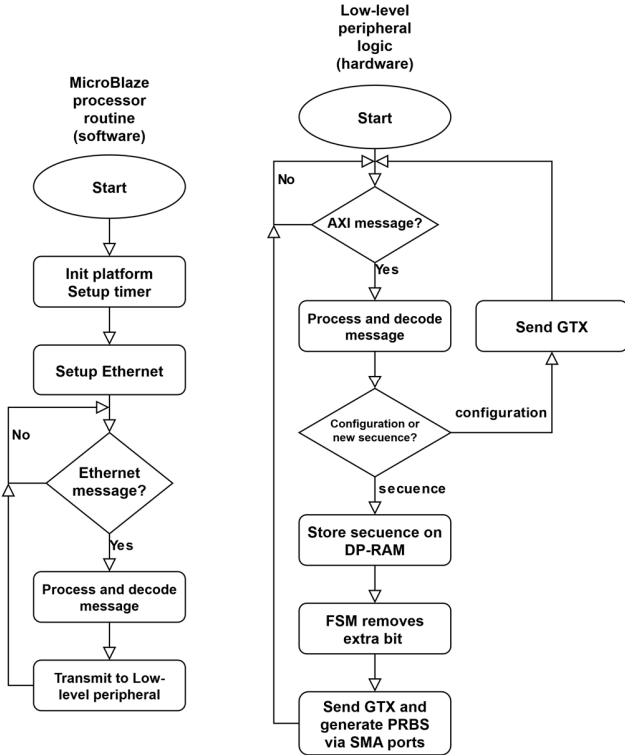 MicroBlaze
processor
routine
(software)
Start
Init platform
Setup timer
Setup Ethernet
No
Ethernet
message?
Yes
Process and decode
message
Transmit to Low-
level peripheral
Low-level
peripheral
logic
(hardware)
Start
No
AXI message?
Yes
Process and decode
message
Send GTX
Configuration or
new secuence?
configuration
secuence
Store secuence on
DP-RAM
FSM removes
extra bit
Send GTX and
generate PRBS
via SMA ports